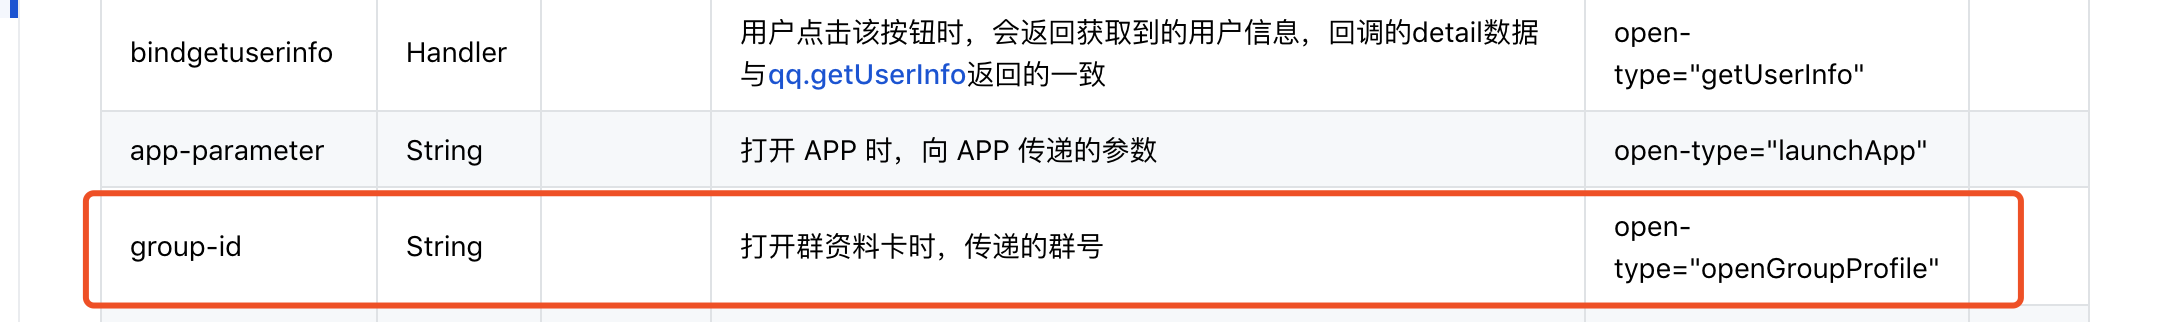 bindgetuserinfo Handler 用户点击该按钮时，会返回获取到的用户信息，回调的detail数据 open-
与qq.getUserInfo返回的一致 type="getUserInfo"
app-parameter String 打开 APP 时，向 APP 传递的参数 open-type="launchApp"
group-id String 打开群资料卡时，传递的群号 open-
type="openGroupProfile"